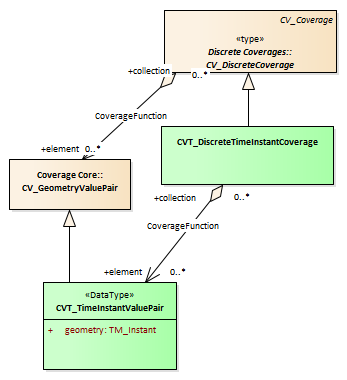 CV_Coverage
«type»
Discrete Coverages::
CV_DiscreteCoverage
+collection
0..*
CoverageFunction
CVT_DiscreteTimeInstantCoverage
+element
0..*
Coverage Core::
CV_GeometryValuePair
+collection
0..*
CoverageFunction
+element
0..*
«DataType»
CVT_TimeInstantValuePair
+ geometry: TM_Instant